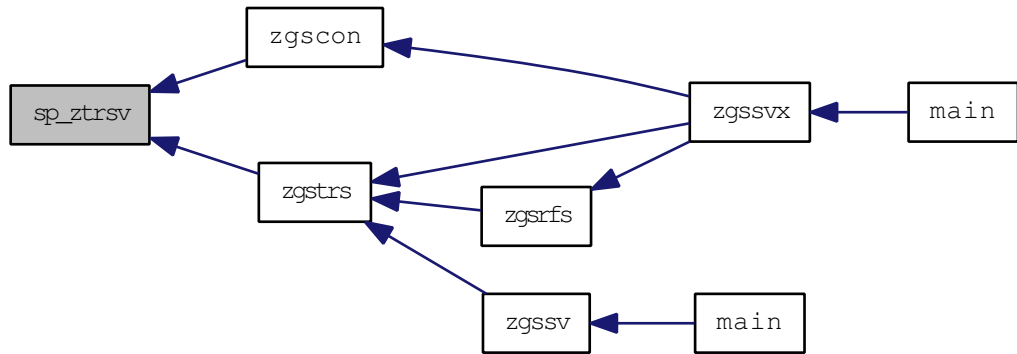 zgscon
sp_ztrsv
zgssvx
main
zgstrs
zgsrfs
zgssv
main